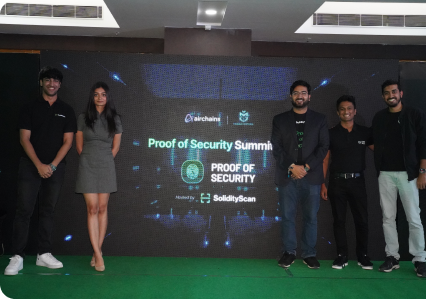 airchains
Proof of Security Summit
PROOF OF
SECURITY
Hosted by SolidityScan